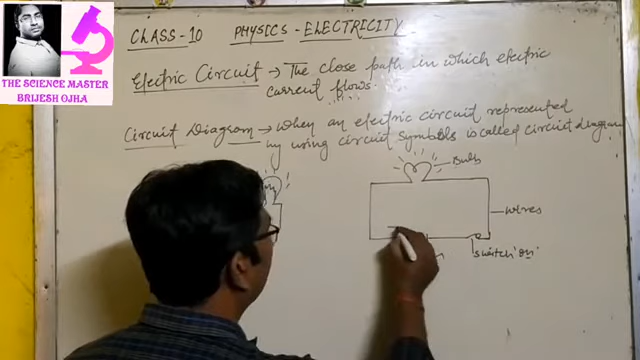 CLASS-10 PHYSICS - ELECTRICITY
THE SCIENCE MASTER
BRIJESH OJHA
Electric Circuit → The close path in which electric
current flows.
Circuit Diagram → When an electric circuit represented
by using circuit symbols is called circuit diagram
Bulb
wires
switch 'on'